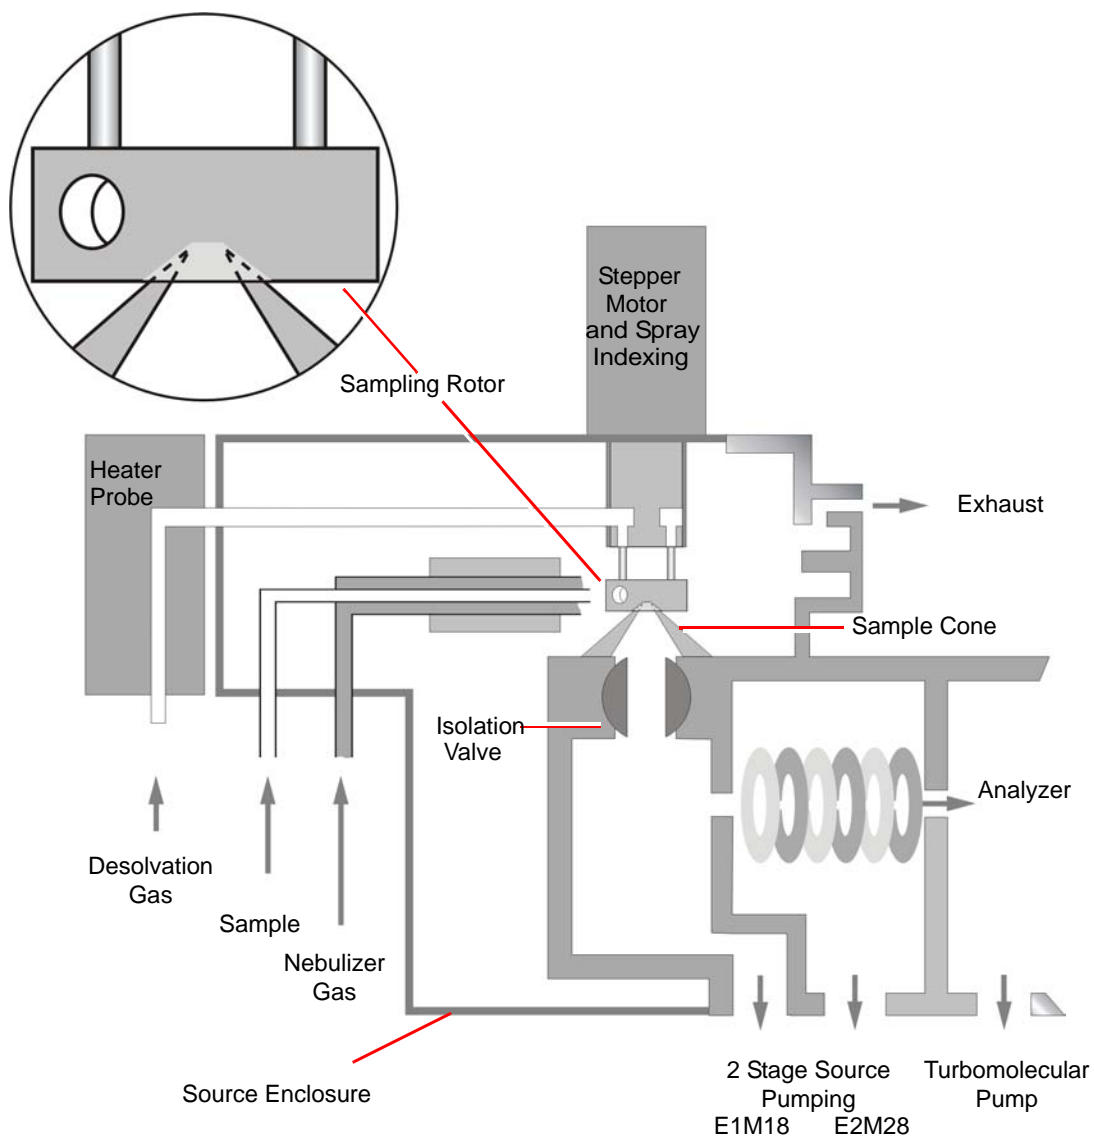 Stepper
Motor
and Spray
Indexing
Sampling Rotor
Heater
Probe
Exhaust
Sample Cone
Isolation
Valve
Analyzer
Desolvation
Gas
Sample
Nebulizer
Gas
Source Enclosure
2 Stage Source
Pumping
E1M18 E2M28
Turbomolecular
Pump